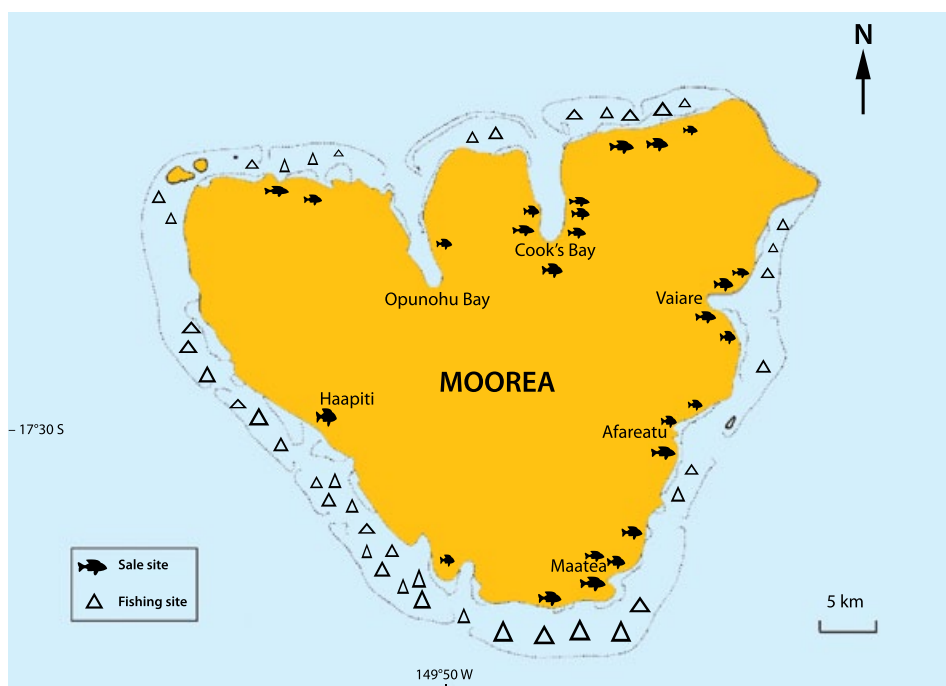 N
Cook's Bay
Opunohu Bay
Vaiare
MOOREA
Haapiti
– 17°30 S
Afareatu
Maatea
Sale site
Fishing site
5 km
149°50 W